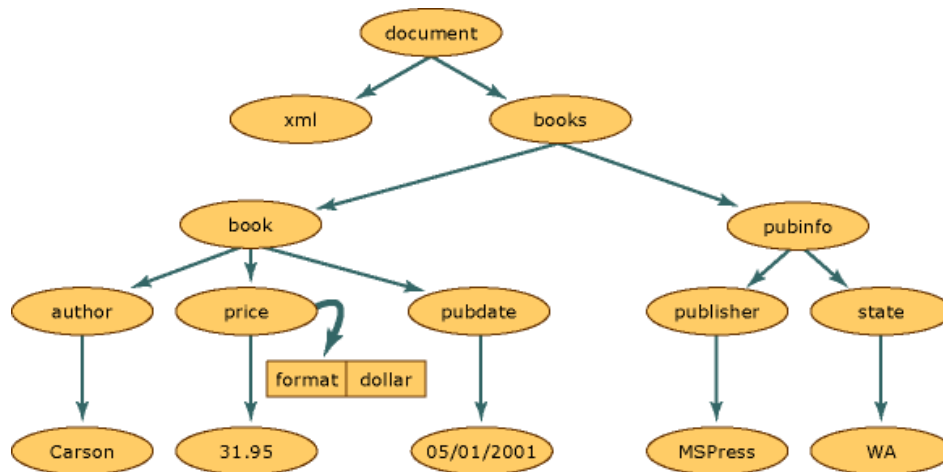 document
xml
books
book
pubinfo
author
price
pubdate
publisher
state
format dollar
Carson
31.95
05/01/2001
MSPress
WA